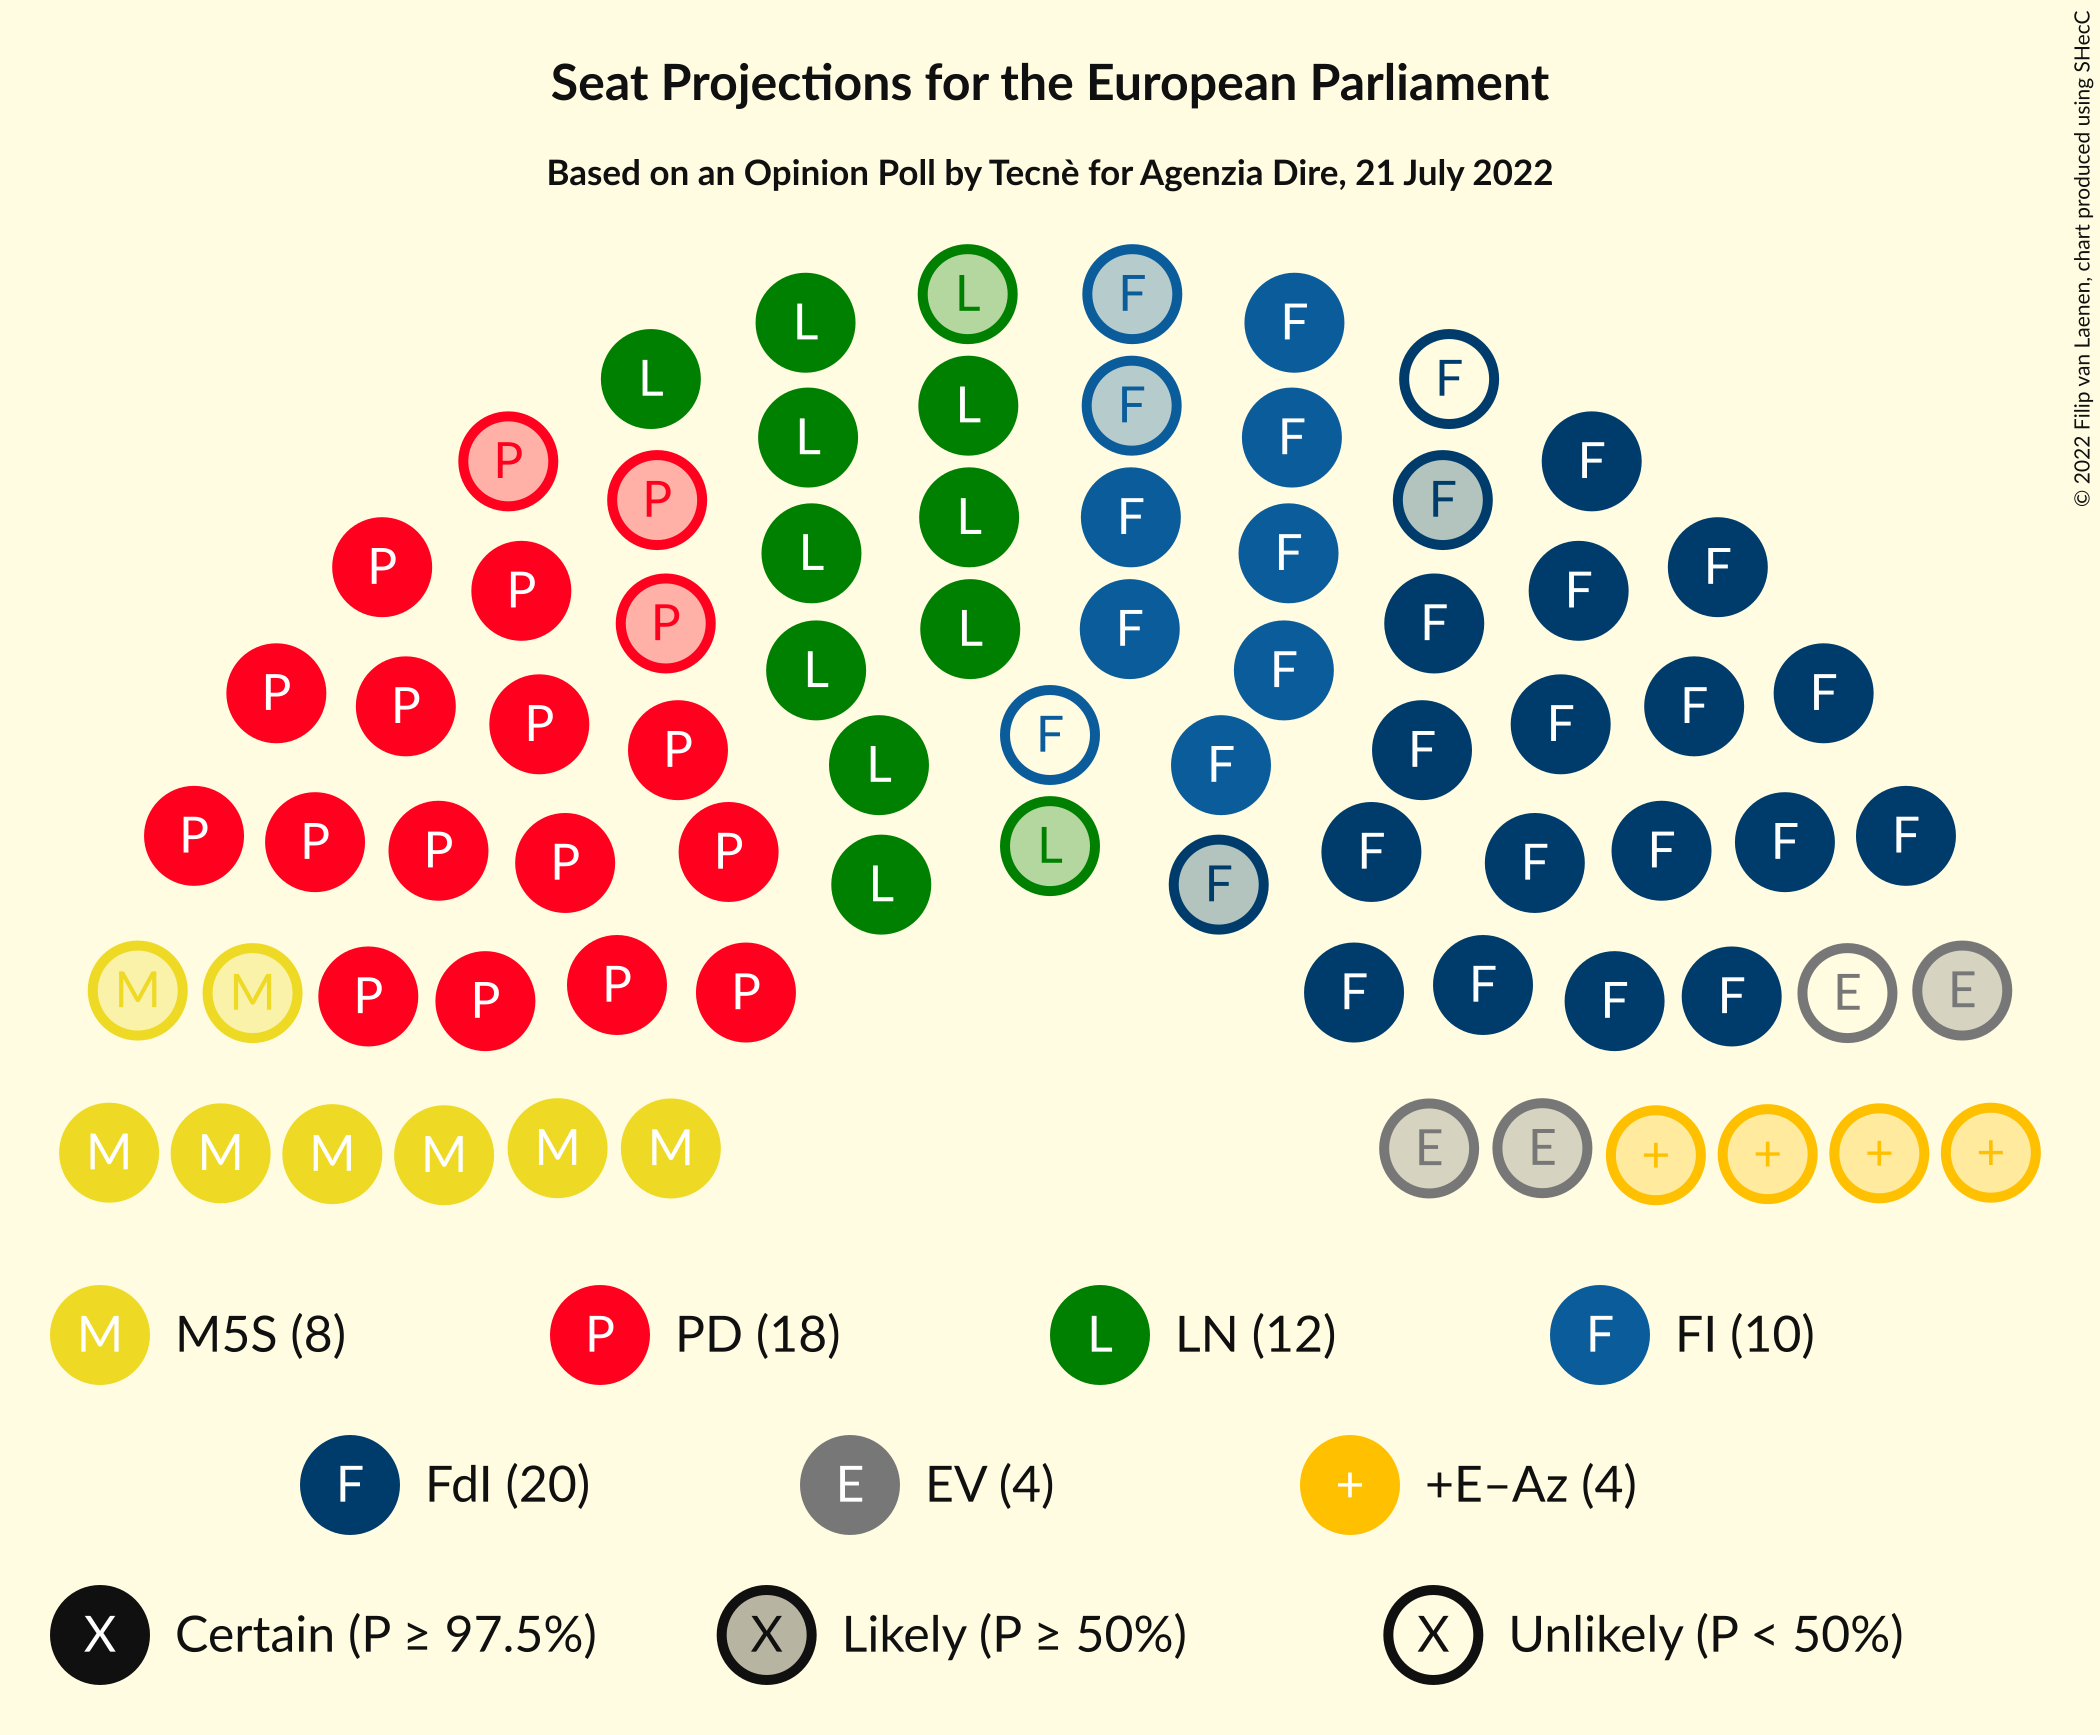 Seat Projections for the European Parliament
Based on an Opinion Poll by Tecnè for Agenzia Dire, 21 July 2022
© 2022 Filip van Laenen, chart produced using SHecC
L F
L F
L F
L F
L F
L F
P F
P F
L F
L F
P F
P F
P F
L F
L F
P F
P F
P F
P F
P F
P F
L F
L
P F
P F
P F
P F
P F
L F
M M P P P P F F F F E E
M M M M M M E E + + + +
M M5S (8) P PD (18) L LN (12) F FI (10)
F FdI (20) E EV (4) + +E–Az (4)
X Certain (P ≥ 97.5%) X Likely (P ≥ 50%) X Unlikely (P < 50%)